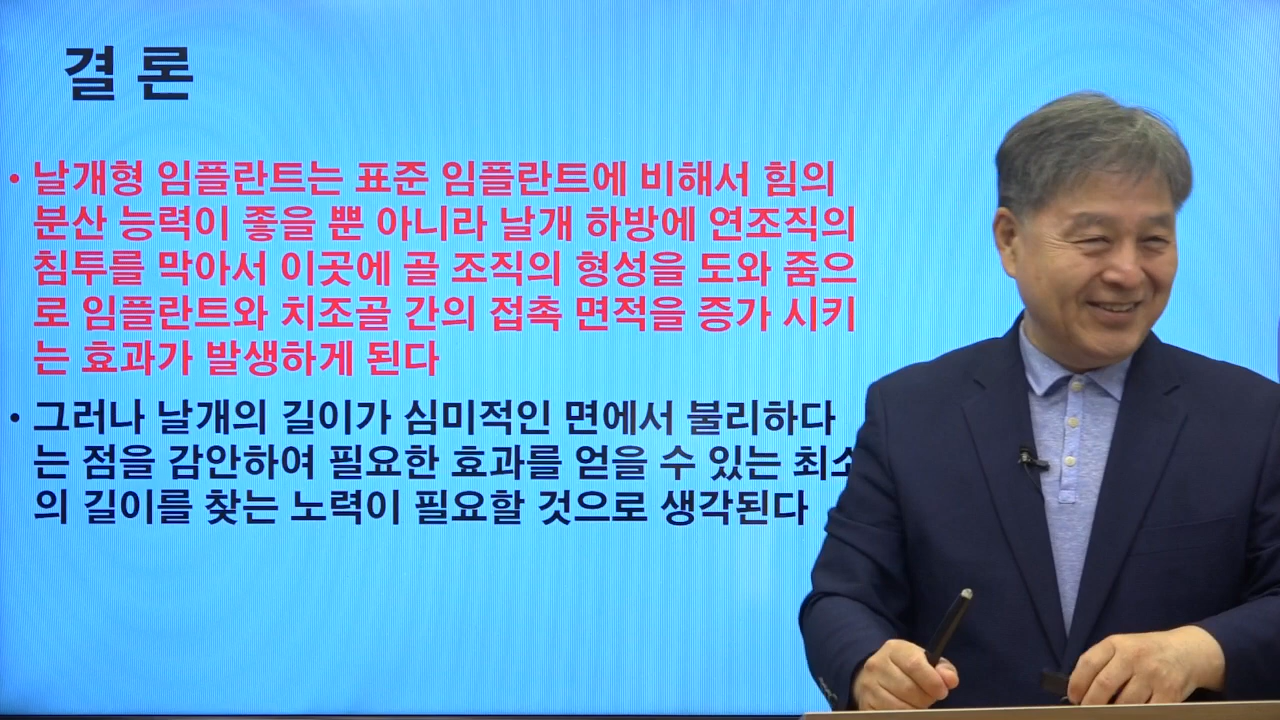 결 론
• 날개형 임플란트는 표준 임플란트에 비해서 힘의
분산 능력이 좋을 뿐 아니라 날개 하방에 연조직의
침투를 막아서 이곳에 골 조직의 형성을 도와 줌으
로 임플란트와 치조골 간의 접촉 면적을 증가 시키
는 효과가 발생하게 된다
• 그러나 날개의 길이가 심미적인 면에서 불리하다
는 점을 감안하여 필요한 효과를 얻을 수 있는 최소
의 길이를 찾는 노력이 필요할 것으로 생각된다